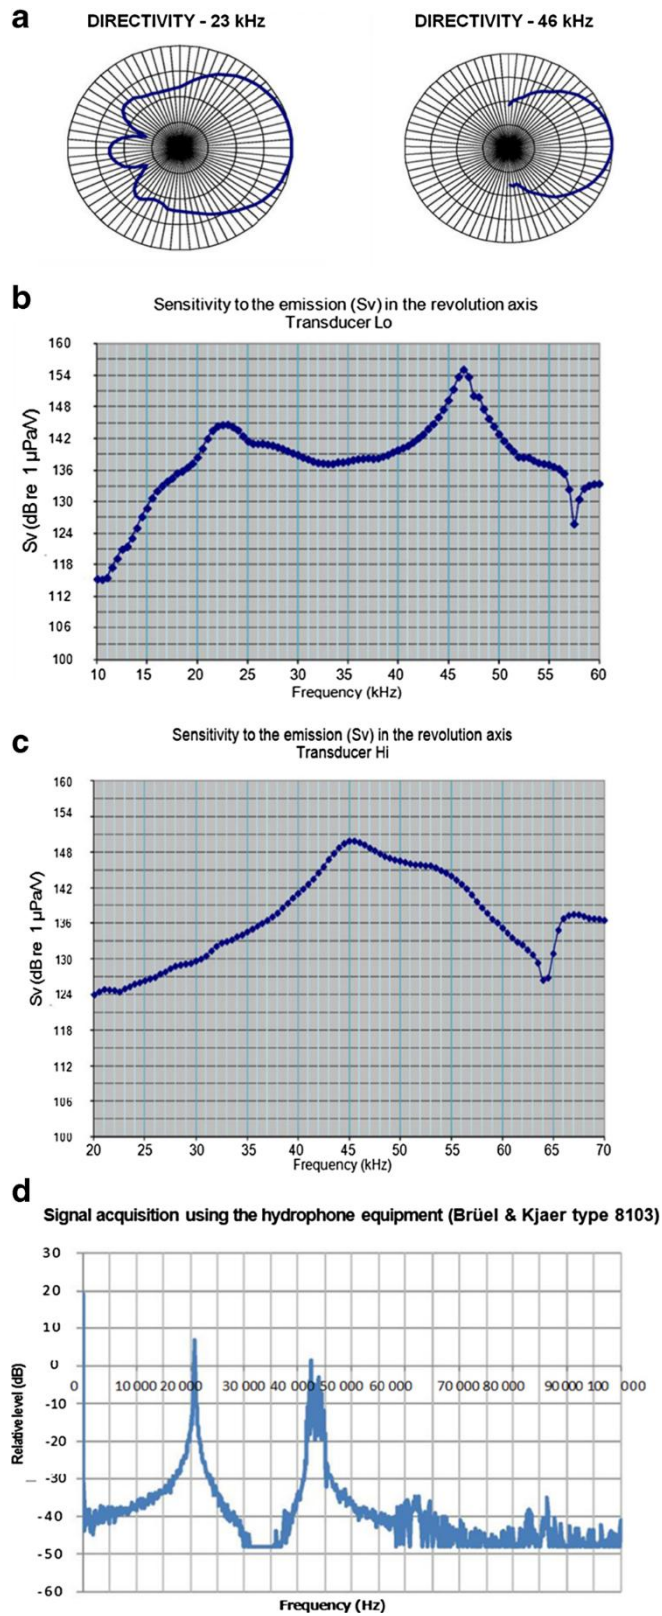 a
DIRECTIVITY - 23 kHz
DIRECTIVITY - 46 kHz
b
Sensitivity to the emission (Sv) in the revolution axis
Transducer Lo
160
154
148
142
136
130
124
118
112
106
100
Sv (dB re 1 µPa/V)
10 15 20 25 30 35 40 45 50 55 60
Frequency (kHz)
c
Sensitivity to the emission (Sv) in the revolution axis
Transducer Hi
160
154
148
142
136
130
124
118
112
106
100
Sv (dB re 1 µPa/V)
20 25 30 35 40 45 50 55 60 65 70
Frequency (kHz)
d
Signal acquisition using the hydrophone equipment (Brüel & Kjaer type 8103)
30
20
10
0
-10
-20
-30
-40
-50
-60
Relative level (dB)
0 10 000 20 000 30 000 40 000 50 000 60 000 70 000 80 000 90 000 100 000
Frequency (Hz)